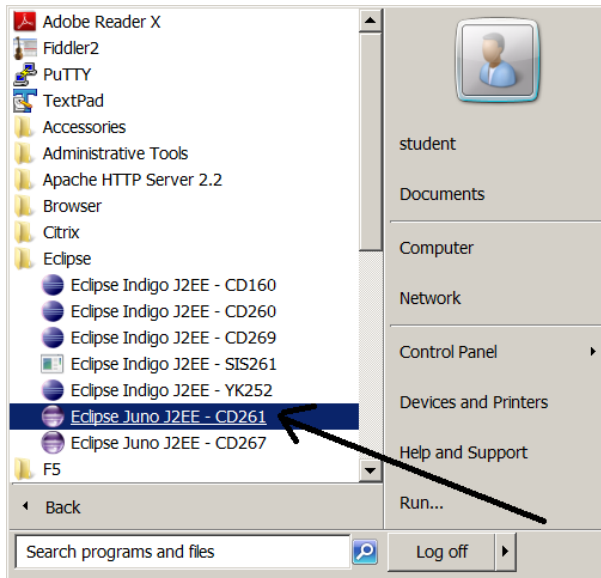 Adobe Reader X
Fiddler2
PuTTY
TextPad
Accessories
Administrative Tools
Apache HTTP Server 2.2
Browser
Citrix
Eclipse
Eclipse Indigo J2EE - CD160
Eclipse Indigo J2EE - CD260
Eclipse Indigo J2EE - CD269
Eclipse Indigo J2EE - SIS261
Eclipse Indigo J2EE - YK252
Eclipse Juno J2EE - CD261
Eclipse Juno J2EE - CD267
F5
Back
Search programs and files
student
Documents
Computer
Network
Control Panel
Devices and Printers
Help and Support
Run...
Log off